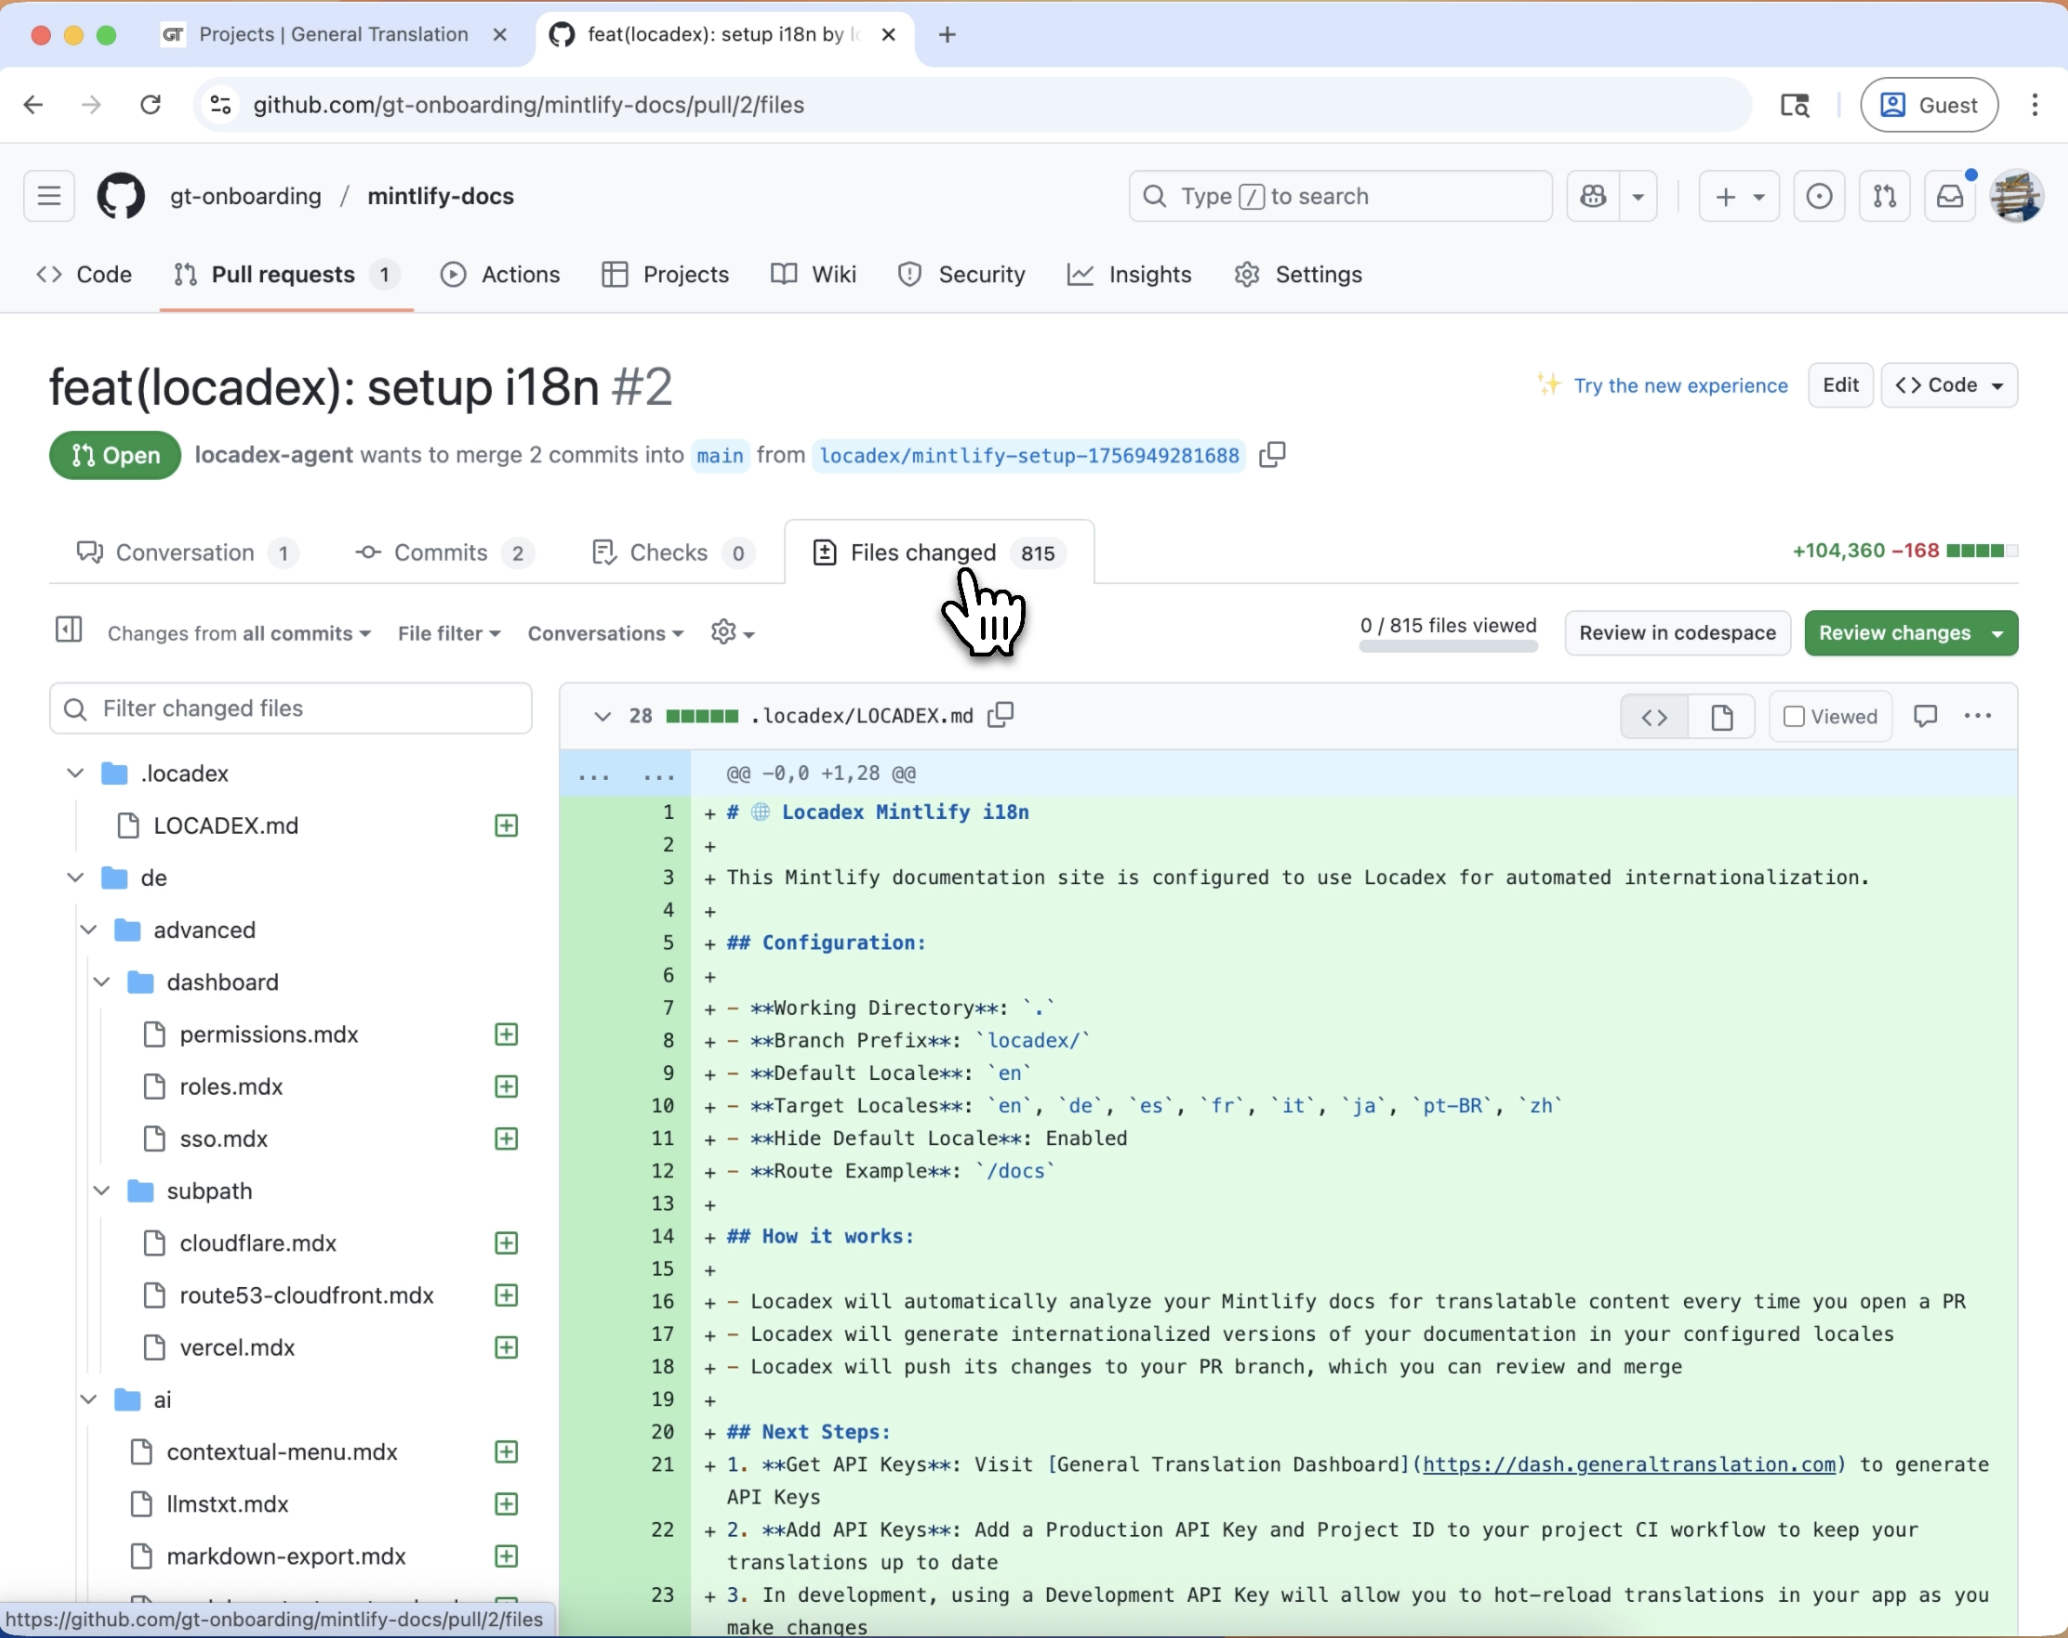 GT Projects | General Translation
feat(locadex): setup i18n by lo
github.com/gt-onboarding/mintlify-docs/pull/2/files
Guest
gt-onboarding / mintlify-docs
Type / to search
Code
Pull requests 1
Actions
Projects
Wiki
Security
Insights
Settings
feat(locadex): setup i18n #2
Try the new experience
Edit
Code
Open
locadex-agent wants to merge 2 commits into main from locadex/mintlify-setup-1756949281688
Conversation 1
Commits 2
Checks 0
Files changed 815
+104,360 −168
Changes from all commits
File filter
Conversations
0 / 815 files viewed
Review in codespace
Review changes
Filter changed files
.locadex
LOCADEX.md
de
advanced
dashboard
permissions.mdx
roles.mdx
sso.mdx
subpath
cloudflare.mdx
route53-cloudfront.mdx
vercel.mdx
ai
contextual-menu.mdx
llmstxt.mdx
markdown-export.mdx
https://github.com/gt-onboarding/mintlify-docs/pull/2/files
28 .locadex/LOCADEX.md
Viewed
... ... @@ -0,0 +1,28 @@
1 + # 🌐 Locadex Mintlify i18n
2 +
3 + This Mintlify documentation site is configured to use Locadex for automated internationalization.
4 +
5 + ## Configuration:
6 +
7 + - **Working Directory**: `.`
8 + - **Branch Prefix**: `locadex/`
9 + - **Default Locale**: `en`
10 + - **Target Locales**: `en`, `de`, `es`, `fr`, `it`, `ja`, `pt-BR`, `zh`
11 + - **Hide Default Locale**: Enabled
12 + - **Route Example**: `/docs`
13 +
14 + ## How it works:
15 +
16 + - Locadex will automatically analyze your Mintlify docs for translatable content every time you open a PR
17 + - Locadex will generate internationalized versions of your documentation in your configured locales
18 + - Locadex will push its changes to your PR branch, which you can review and merge
19 +
20 + ## Next Steps:
21 + 1. **Get API Keys**: Visit [General Translation Dashboard](https://dash.generaltranslation.com) to generate
API Keys
22 + 2. **Add API Keys**: Add a Production API Key and Project ID to your project CI workflow to keep your
translations up to date
23 + 3. In development, using a Development API Key will allow you to hot-reload translations in your app as you
make changes